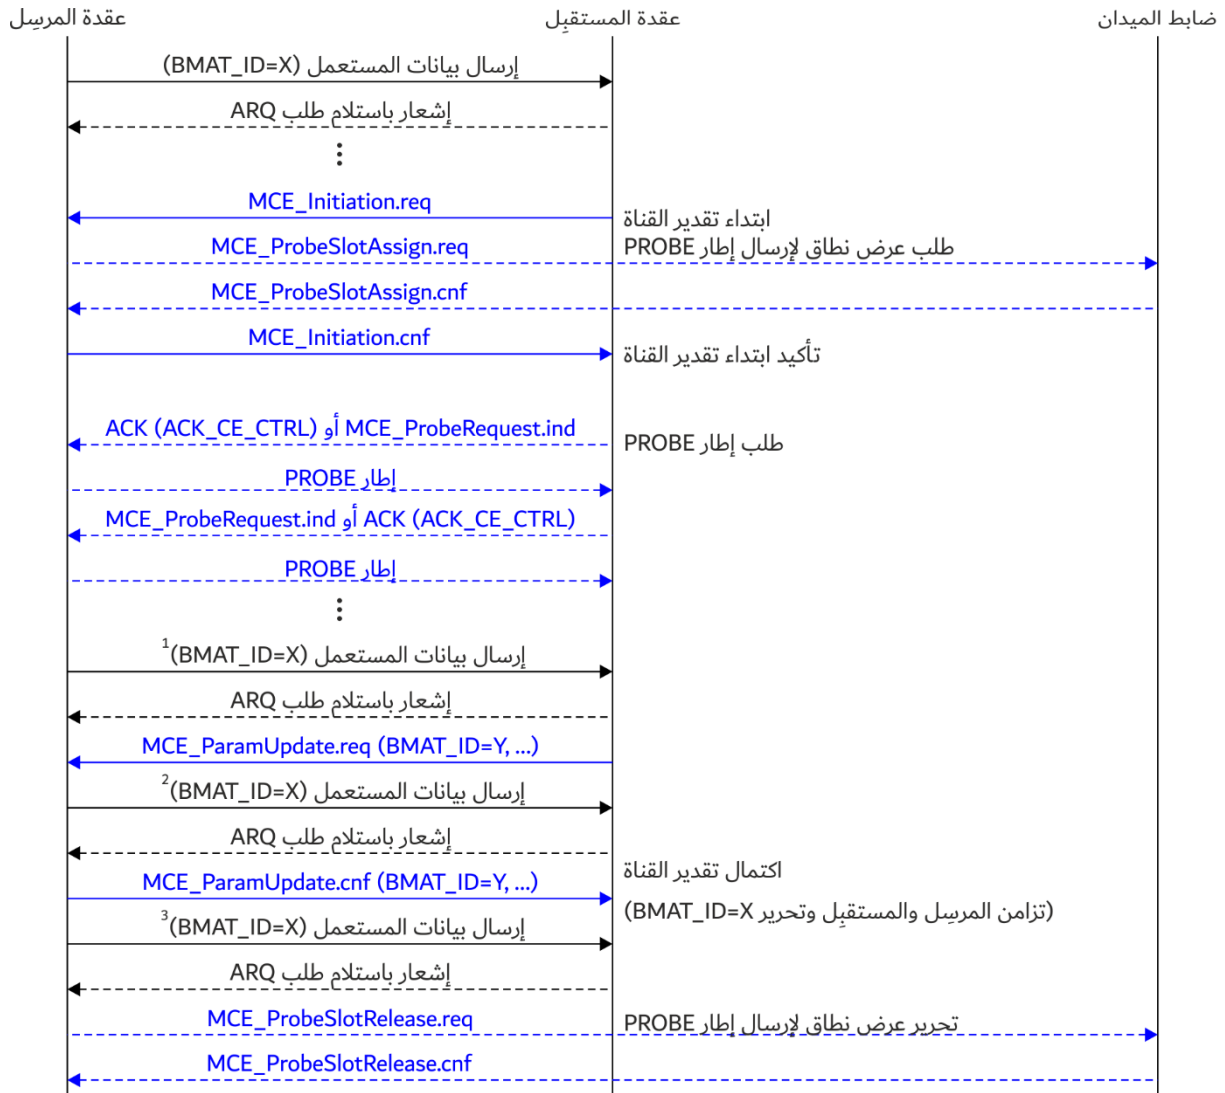 عقدة المرسِل
عقدة المستقبِل
ضابط الميدان
إرسال بيانات المستعمل (BMAT_ID=X)
إشعار باستلام طلب ARQ
MCE_Initiation.req
ابتداء تقدير القناة
MCE_ProbeSlotAssign.req
طلب عرض نطاق لإرسال إطار PROBE
MCE_ProbeSlotAssign.cnf
MCE_Initiation.cnf
تأكيد ابتداء تقدير القناة
ACK (ACK_CE_CTRL) أو MCE_ProbeRequest.ind
طلب إطار PROBE
إطار PROBE
MCE_ProbeRequest.ind أو ACK (ACK_CE_CTRL)
إطار PROBE
إرسال بيانات المستعمل (BMAT_ID=X)1
إشعار باستلام طلب ARQ
MCE_ParamUpdate.req (BMAT_ID=Y, ...)
إرسال بيانات المستعمل (BMAT_ID=X)2
إشعار باستلام طلب ARQ
اكتمال تقدير القناة
MCE_ParamUpdate.cnf (BMAT_ID=Y, ...)
(تزامن المرسِل والمستقبِل وتحرير BMAT_ID=X)
إرسال بيانات المستعمل (BMAT_ID=X)3
إشعار باستلام طلب ARQ
MCE_ProbeSlotRelease.req
تحرير عرض نطاق لإرسال إطار PROBE
MCE_ProbeSlotRelease.cnf